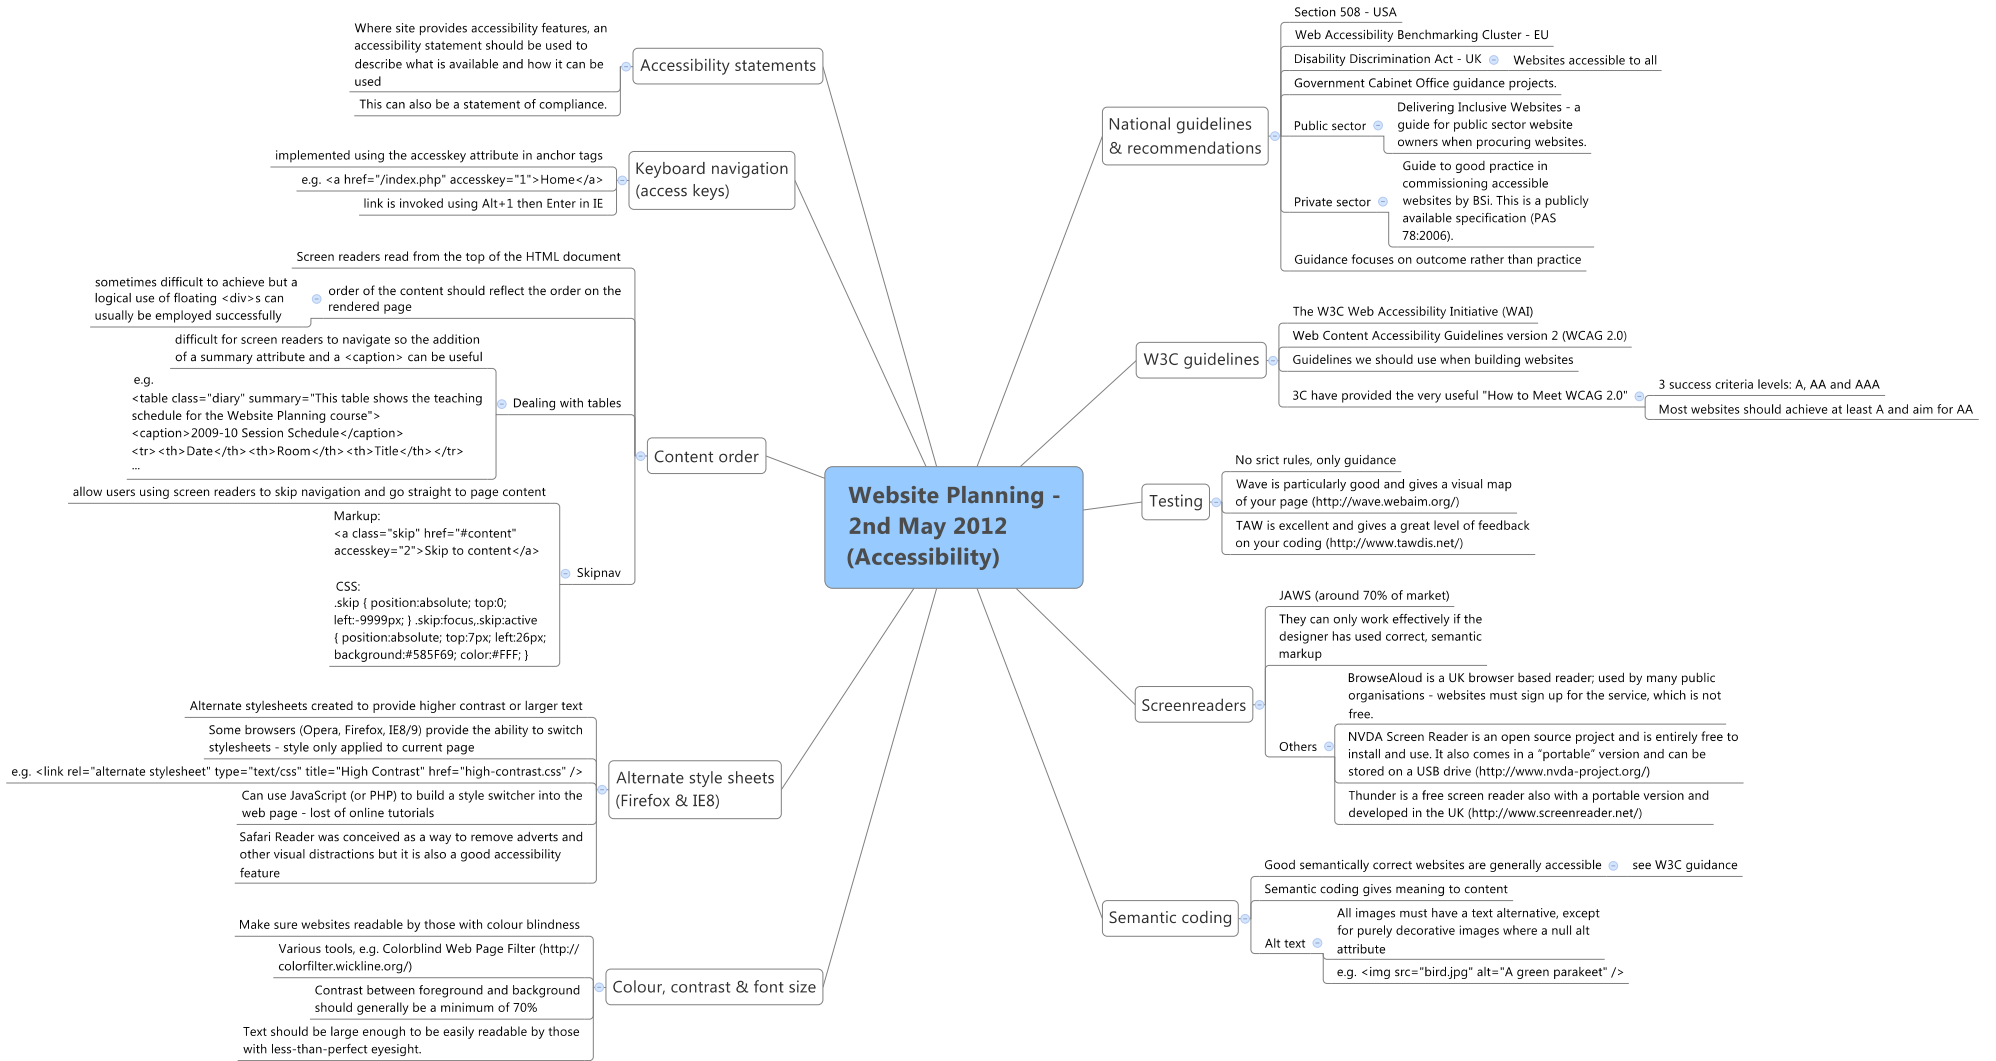 Website Planning -
2nd May 2012
(Accessibility)
National guidelines
& recommendations
Section 508 - USA
Web Accessibility Benchmarking Cluster - EU
Disability Discrimination Act - UK
Websites accessible to all
Government Cabinet Office guidance projects.
Public sector
Delivering Inclusive Websites - a
guide for public sector website
owners when procuring websites.
Private sector
Guide to good practice in
commissioning accessible
websites by BSi. This is a publicly
available specification (PAS
78:2006).
Guidance focuses on outcome rather than practice
W3C guidelines
The W3C Web Accessibility Initiative (WAI)
Web Content Accessibility Guidelines version 2 (WCAG 2.0)
Guidelines we should use when building websites
3C have provided the very useful "How to Meet WCAG 2.0"
3 success criteria levels: A, AA and AAA
Most websites should achieve at least A and aim for AA
Testing
No srict rules, only guidance
Wave is particularly good and gives a visual map
of your page (http://wave.webaim.org/)
TAW is excellent and gives a great level of feedback
on your coding (http://www.tawdis.net/)
Screenreaders
JAWS (around 70% of market)
They can only work effectively if the
designer has used correct, semantic
markup
Others
BrowseAloud is a UK browser based reader; used by many public
organisations - websites must sign up for the service, which is not
free.
NVDA Screen Reader is an open source project and is entirely free to
install and use. It also comes in a “portable” version and can be
stored on a USB drive (http://www.nvda-project.org/)
Thunder is a free screen reader also with a portable version and
developed in the UK (http://www.screenreader.net/)
Semantic coding
Good semantically correct websites are generally accessible
see W3C guidance
Semantic coding gives meaning to content
Alt text
All images must have a text alternative, except
for purely decorative images where a null alt
attribute
e.g. <img src="bird.jpg" alt="A green parakeet" />
Accessibility statements
Where site provides accessibility features, an
accessibility statement should be used to
describe what is available and how it can be
used
This can also be a statement of compliance.
Keyboard navigation
(access keys)
implemented using the accesskey attribute in anchor tags
e.g. <a href="/index.php" accesskey="1">Home</a>
link is invoked using Alt+1 then Enter in IE
Content order
Screen readers read from the top of the HTML document
order of the content should reflect the order on the
rendered page
sometimes difficult to achieve but a
logical use of floating <div>s can
usually be employed successfully
Dealing with tables
difficult for screen readers to navigate so the addition
of a summary attribute and a <caption> can be useful
e.g.
<table class="diary" summary="This table shows the teaching
schedule for the Website Planning course">
<caption>2009-10 Session Schedule</caption>
<tr><th>Date</th><th>Room</th><th>Title</th></tr>
...
Skipnav
allow users using screen readers to skip navigation and go straight to page content
Markup:
<a class="skip" href="#content"
accesskey="2">Skip to content</a>
CSS:
.skip { position:absolute; top:0;
left:-9999px; } .skip:focus,.skip:active
{ position:absolute; top:7px; left:26px;
background:#585F69; color:#FFF; }
Alternate style sheets
(Firefox & IE8)
Alternate stylesheets created to provide higher contrast or larger text
Some browsers (Opera, Firefox, IE8/9) provide the ability to switch
stylesheets - style only applied to current page
e.g. <link rel="alternate stylesheet" type="text/css" title="High Contrast" href="high-contrast.css" />
Can use JavaScript (or PHP) to build a style switcher into the
web page - lost of online tutorials
Safari Reader was conceived as a way to remove adverts and
other visual distractions but it is also a good accessibility
feature
Colour, contrast & font size
Make sure websites readable by those with colour blindness
Various tools, e.g. Colorblind Web Page Filter (http://
colorfilter.wickline.org/)
Contrast between foreground and background
should generally be a minimum of 70%
Text should be large enough to be easily readable by those
with less-than-perfect eyesight.